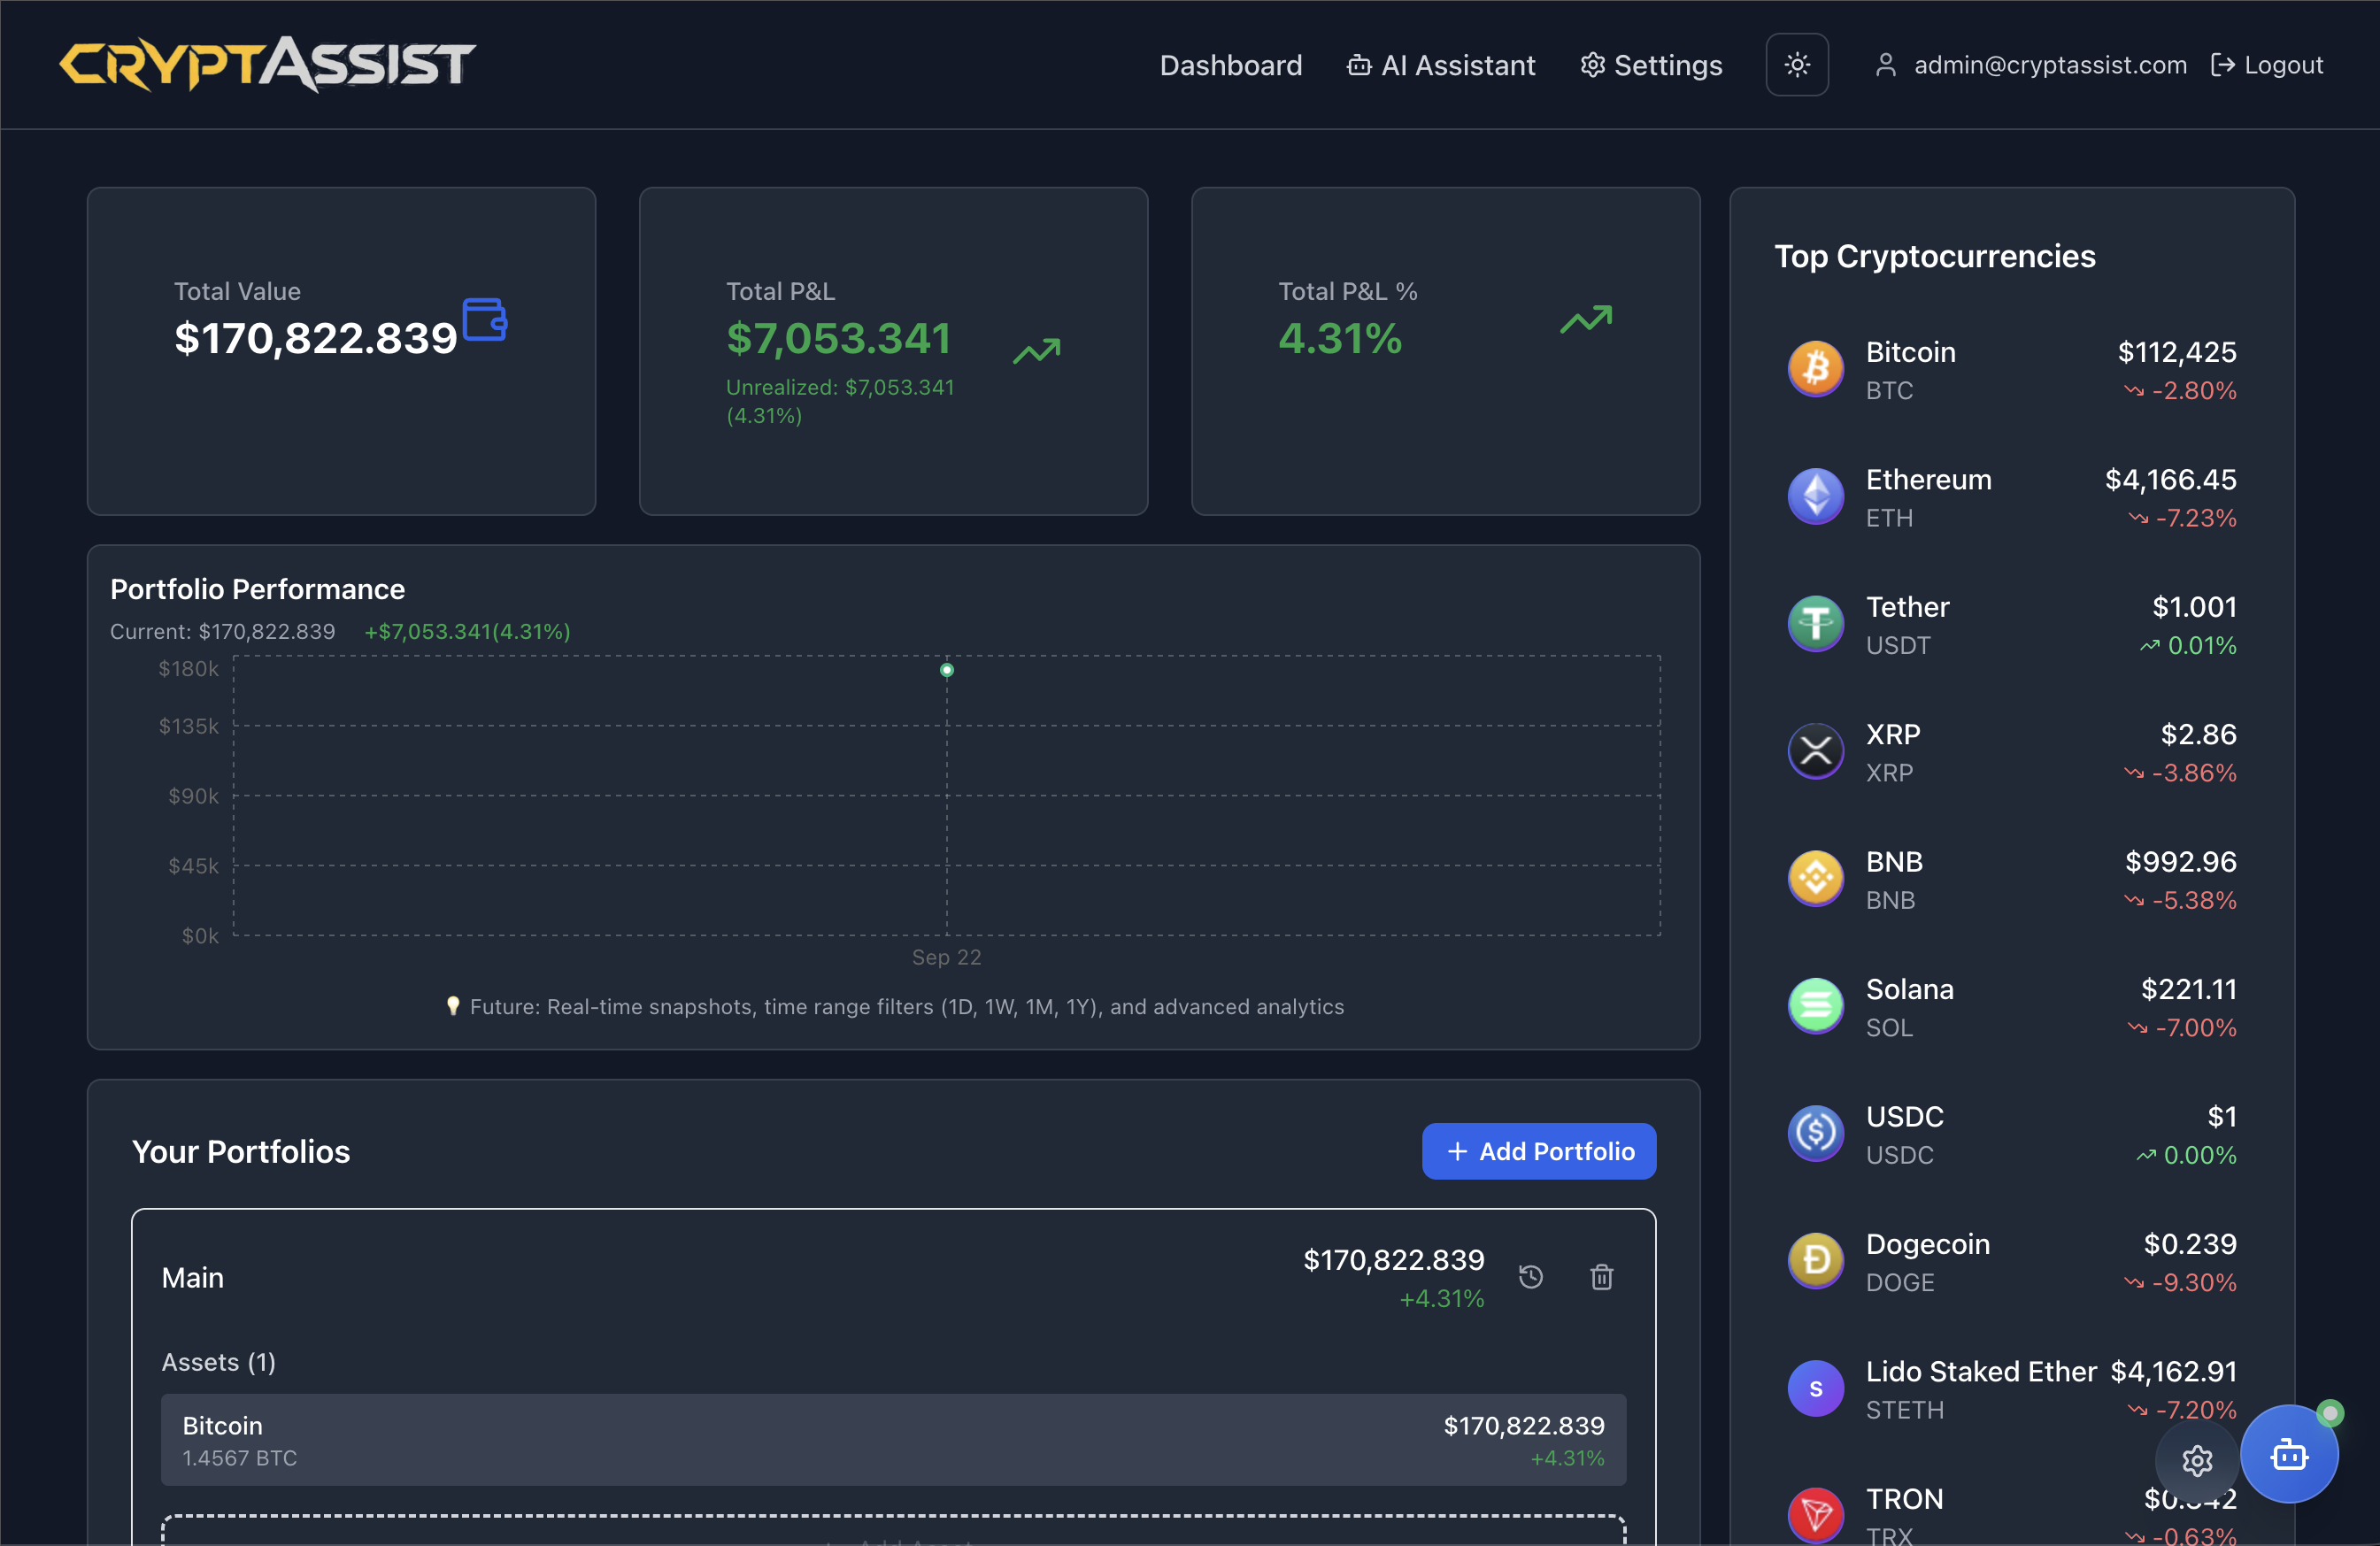 CRYPTASSIST
Dashboard
AI Assistant
Settings
admin@cryptassist.com
Logout
Total Value
$170,822.839
Total P&L
$7,053.341
Unrealized: $7,053.341
(4.31%)
Total P&L %
4.31%
Portfolio Performance
Current: $170,822.839 +$7,053.341(4.31%)
$180k
$135k
$90k
$45k
$0k
Sep 22
Future: Real-time snapshots, time range filters (1D, 1W, 1M, 1Y), and advanced analytics
Your Portfolios
+ Add Portfolio
Main
$170,822.839
+4.31%
Assets (1)
Bitcoin
$170,822.839
1.4567 BTC
+4.31%
Top Cryptocurrencies
Bitcoin $112,425
BTC -2.80%
Ethereum $4,166.45
ETH -7.23%
Tether $1.001
USDT 0.01%
XRP $2.86
XRP -3.86%
BNB $992.96
BNB -5.38%
Solana $221.11
SOL -7.00%
USDC $1
USDC 0.00%
Dogecoin $0.239
DOGE -9.30%
S
Lido Staked Ether $4,162.91
STETH -7.20%
TRON
TRX -0.63%